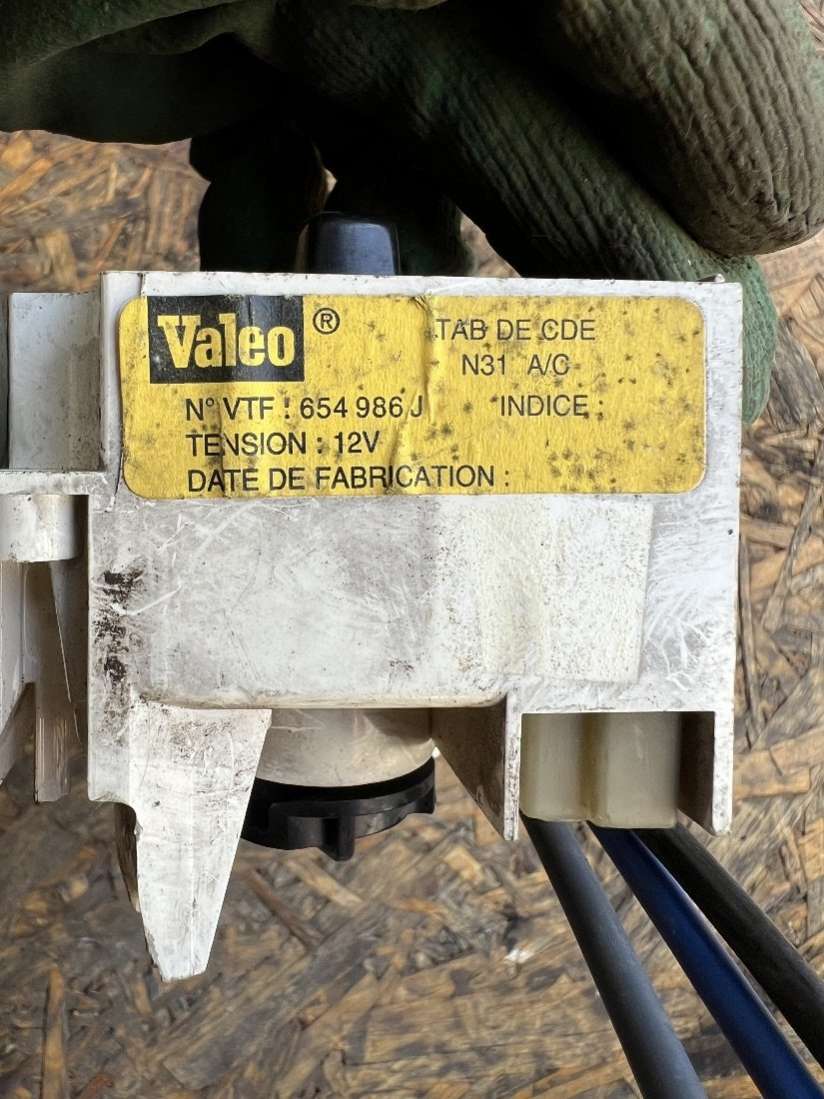 Valeo ® TAB DE CDE
N31 A/C
N° VTF : 654 986 J INDICE :
TENSION : 12V
DATE DE FABRICATION :